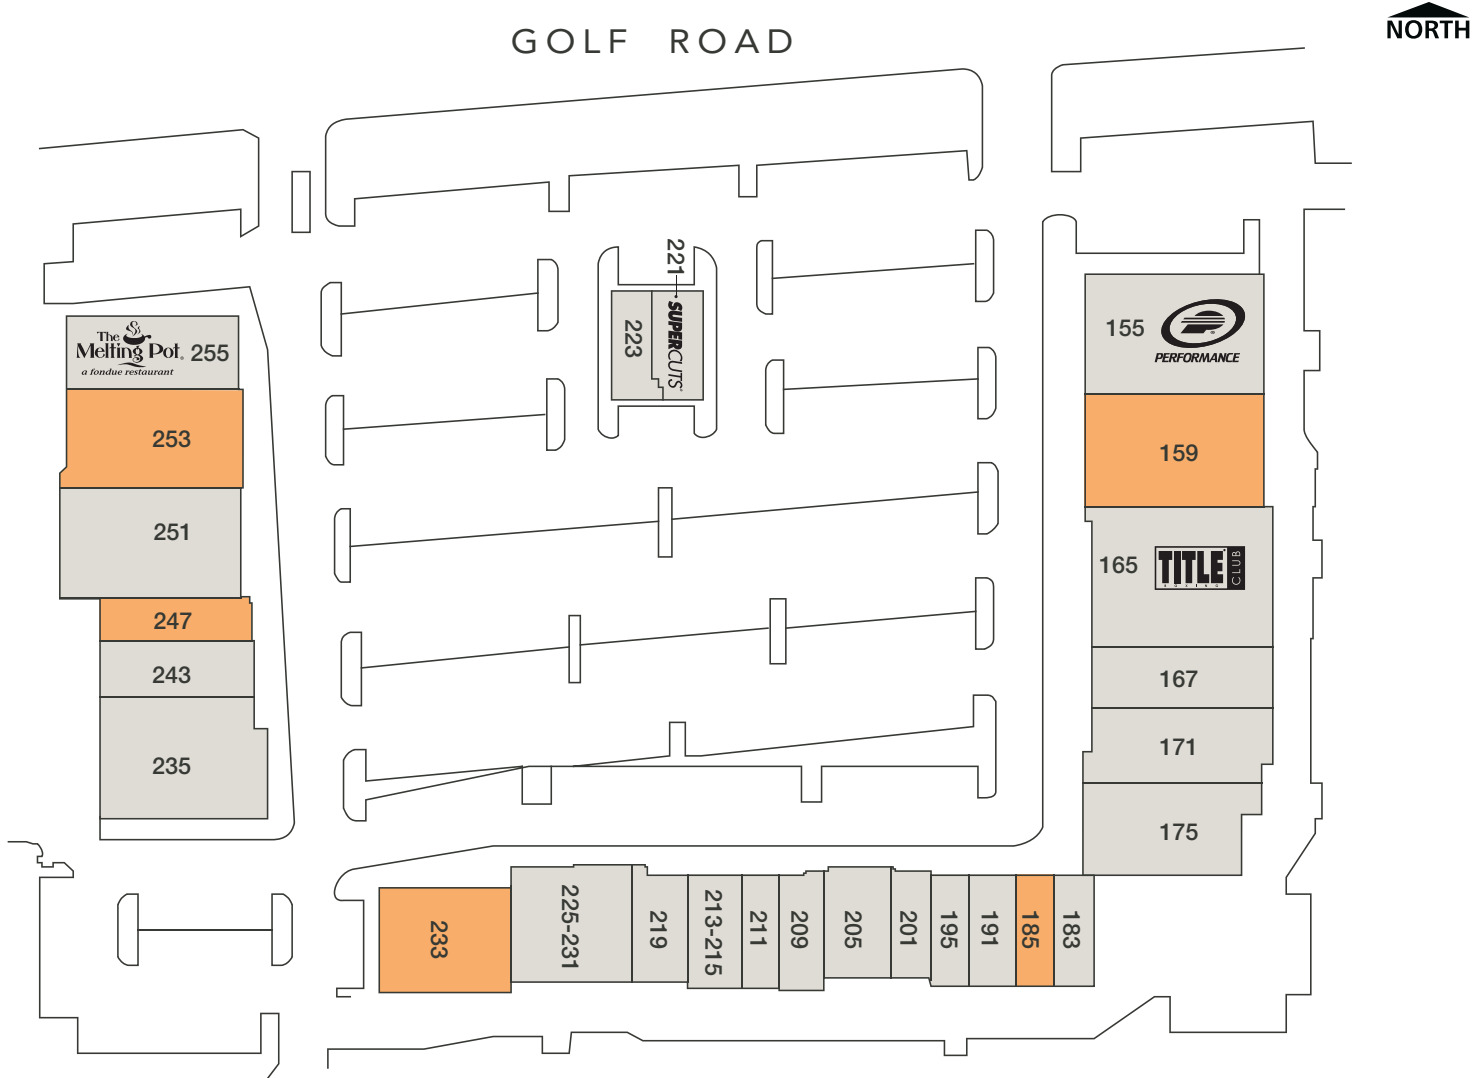 GOLF ROAD
NORTH
221
223
SUPERCUTS
The
Melting Pot.
a fondue restaurant
255
253
251
247
243
235
155
PERFORMANCE
159
165
TITLE
BOXING
CLUB
167
171
175
233
225-231
219
213-215
211
209
205
201
195
191
185
183